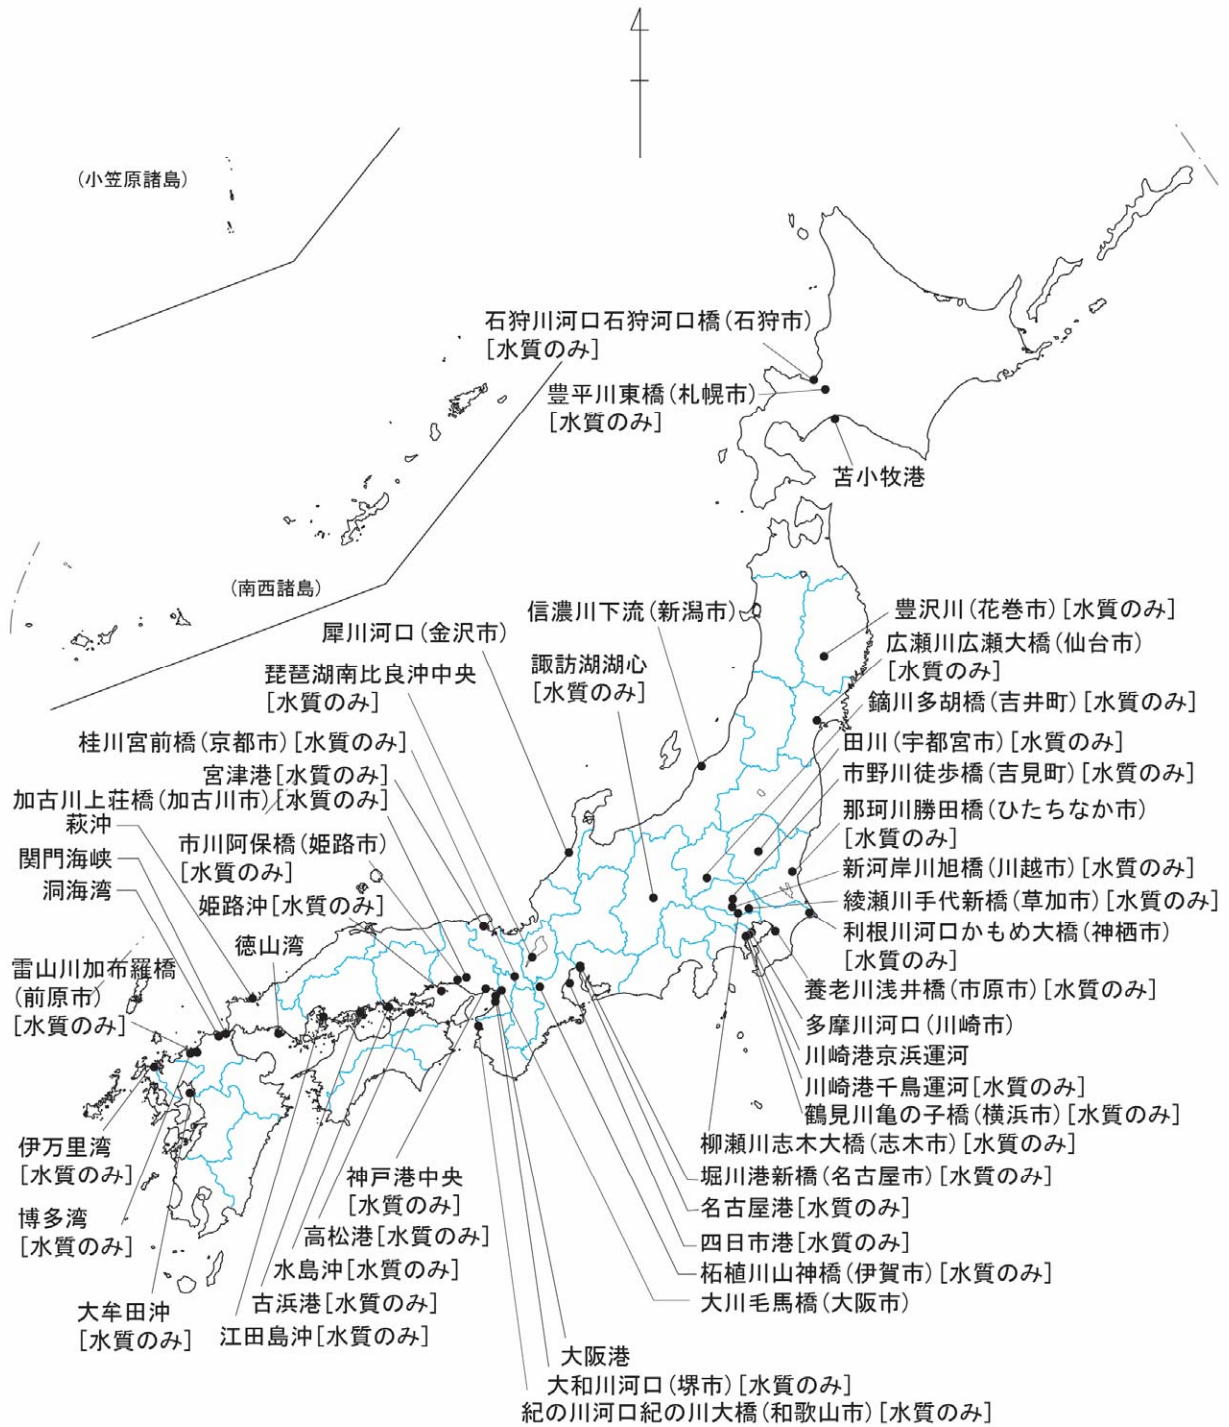 (小笠原諸島)
石狩川河口石狩河口橋(石狩市)
[水質のみ]
豊平川東橋(札幌市)
[水質のみ]
苫小牧港
(南西諸島)
信濃川下流(新潟市)
犀川河口(金沢市)
諏訪湖湖心
[水質のみ]
琵琶湖南比良沖中央
[水質のみ]
桂川宮前橋(京都市)[水質のみ]
宮津港[水質のみ]
加古川上荘橋(加古川市)[水質のみ]
萩沖
市川阿保橋(姫路市)
[水質のみ]
関門海峡
洞海湾
姫路沖[水質のみ]
徳山湾
雷山川加布羅橋
(前原市)
[水質のみ]
豊沢川(花巻市)[水質のみ]
広瀬川広瀬大橋(仙台市)
[水質のみ]
鏑川多胡橋(吉井町)[水質のみ]
田川(宇都宮市)[水質のみ]
市野川徒歩橋(吉見町)[水質のみ]
那珂川勝田橋(ひたちなか市)
[水質のみ]
新河岸川旭橋(川越市)[水質のみ]
綾瀬川手代新橋(草加市)[水質のみ]
利根川河口かもめ大橋(神栖市)
[水質のみ]
養老川浅井橋(市原市)[水質のみ]
多摩川河口(川崎市)
川崎港京浜運河
川崎港千鳥運河[水質のみ]
鶴見川亀の子橋(横浜市)[水質のみ]
柳瀬川志木大橋(志木市)[水質のみ]
堀川港新橋(名古屋市)[水質のみ]
名古屋港[水質のみ]
四日市港[水質のみ]
柘植川山神橋(伊賀市)[水質のみ]
大川毛馬橋(大阪市)
伊万里湾
[水質のみ]
博多湾
[水質のみ]
大牟田沖
[水質のみ]
神戸港中央
[水質のみ]
高松港[水質のみ]
水島沖[水質のみ]
古浜港[水質のみ]
江田島沖[水質のみ]
大阪港
大和川河口(堺市)[水質のみ]
紀の川河口紀の川大橋(和歌山市)[水質のみ]